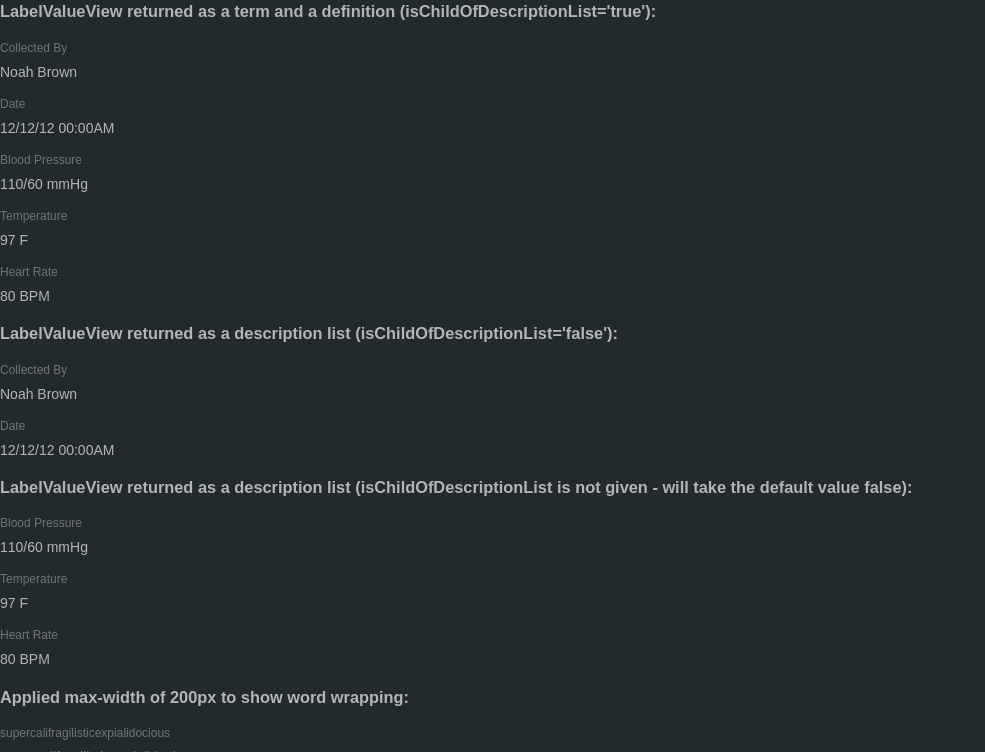 LabelValueView returned as a term and a definition (isChildOfDescriptionList='true'):
Collected By
Noah Brown
Date
12/12/12 00:00AM
Blood Pressure
110/60 mmHg
Temperature
97 F
Heart Rate
80 BPM
LabelValueView returned as a description list (isChildOfDescriptionList='false'):
Collected By
Noah Brown
Date
12/12/12 00:00AM
LabelValueView returned as a description list (isChildOfDescriptionList is not given - will take the default value false):
Blood Pressure
110/60 mmHg
Temperature
97 F
Heart Rate
80 BPM
Applied max-width of 200px to show word wrapping:
supercalifragilisticexpialidocious